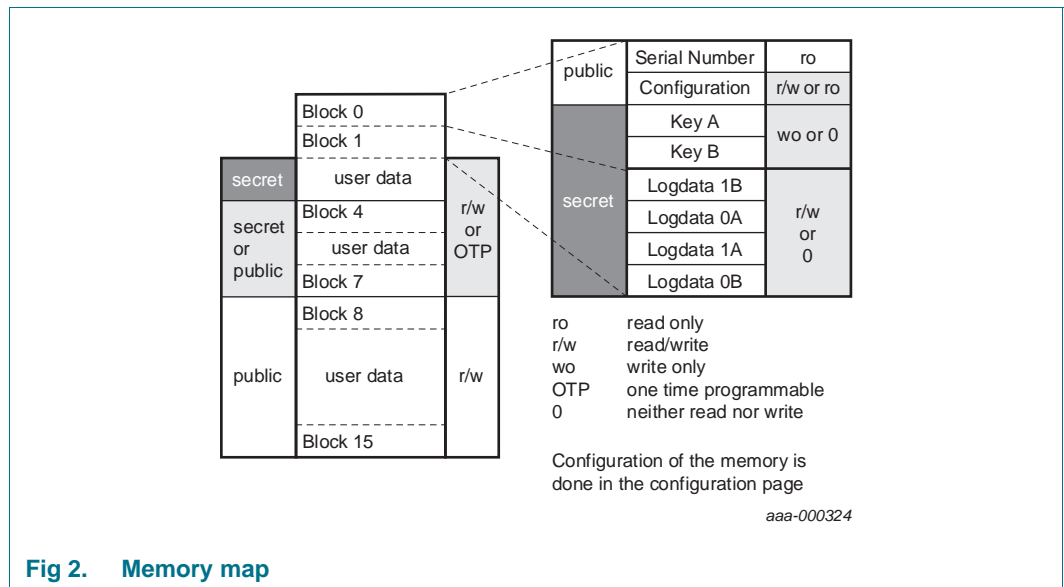 Block 0
Block 1
secret
user data
r/w
or
OTP
secret
or
public
Block 4
user data
Block 7
Block 8
public
user data
r/w
Block 15
public
Serial Number
ro
Configuration
r/w or ro
secret
Key A
wo or 0
Key B
Logdata 1B
r/w
or
0
Logdata 0A
Logdata 1A
Logdata 0B
ro read only
r/w read/write
wo write only
OTP one time programmable
0 neither read nor write
Configuration of the memory is
done in the configuration page
aaa-000324
Fig 2. Memory map